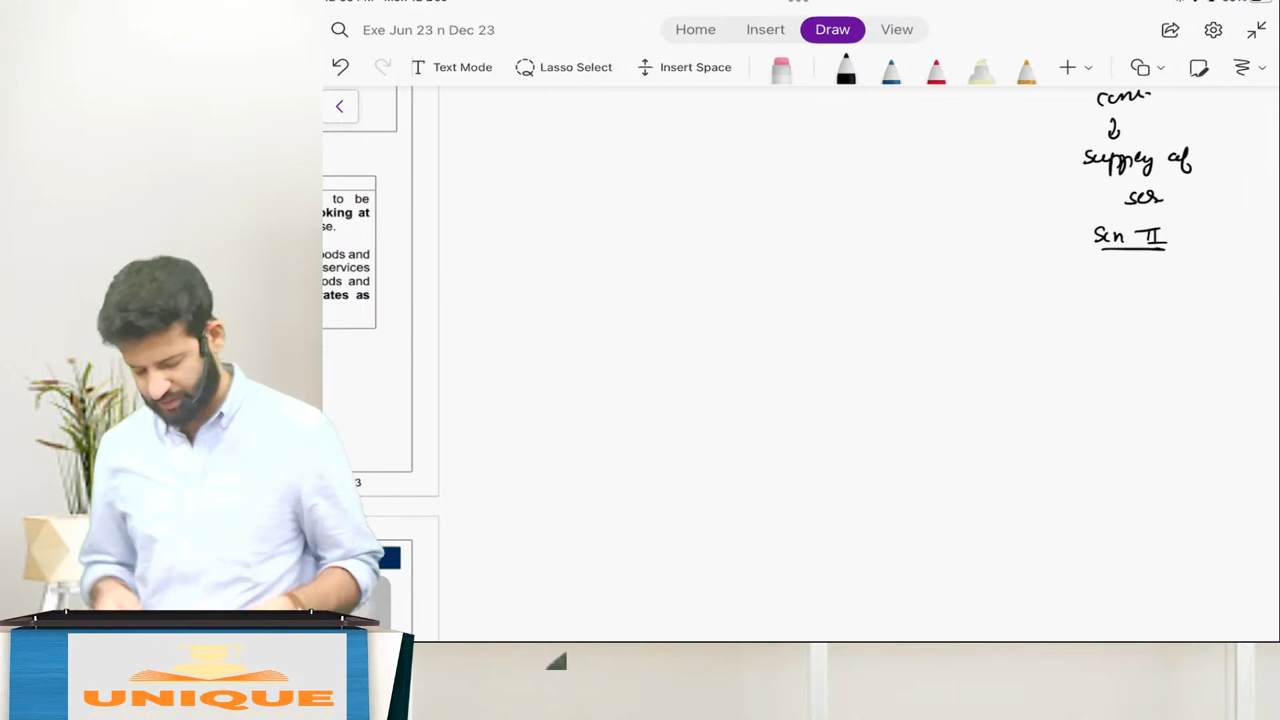 Exe Jun 23 n Dec 23
Home
Insert
Draw
View
Text Mode
Lasso Select
Insert Space
to be
oking at
se.
oods and
services
ods and
ates as
3
supply of
ser
Scn II
UNIQUE